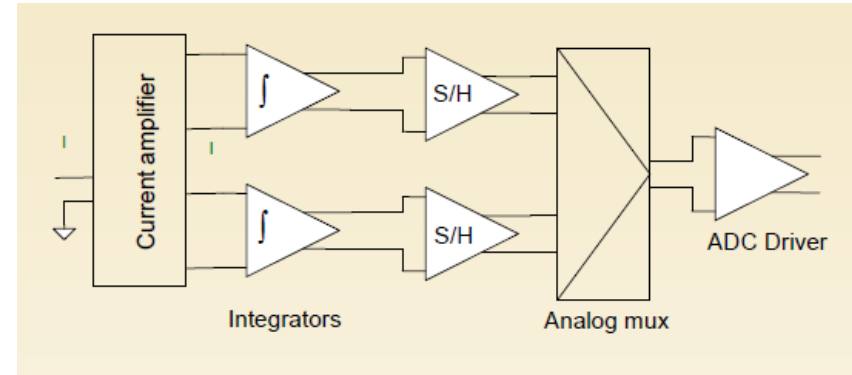 Current amplifier
I
I
∫
∫
S/H
S/H
Integrators
Analog mux
ADC Driver